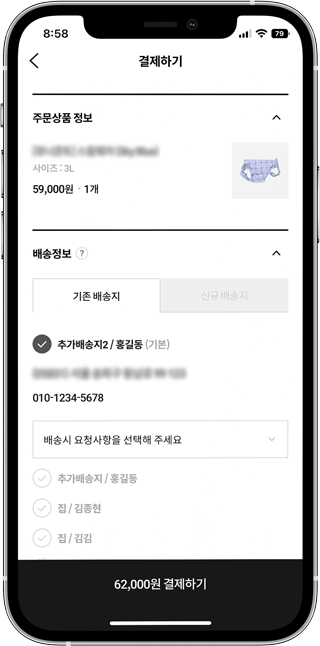 8:58
79
결제하기
주문상품 정보
사이즈 : 3L
59,000원 · 1개
배송정보 ?
기존 배송지
신규 배송지
추가배송지2 / 홍길동 (기본)
010-1234-5678
배송시 요청사항을 선택해 주세요
추가배송지 / 홍길동
집 / 김종현
집 / 김김
62,000원 결제하기